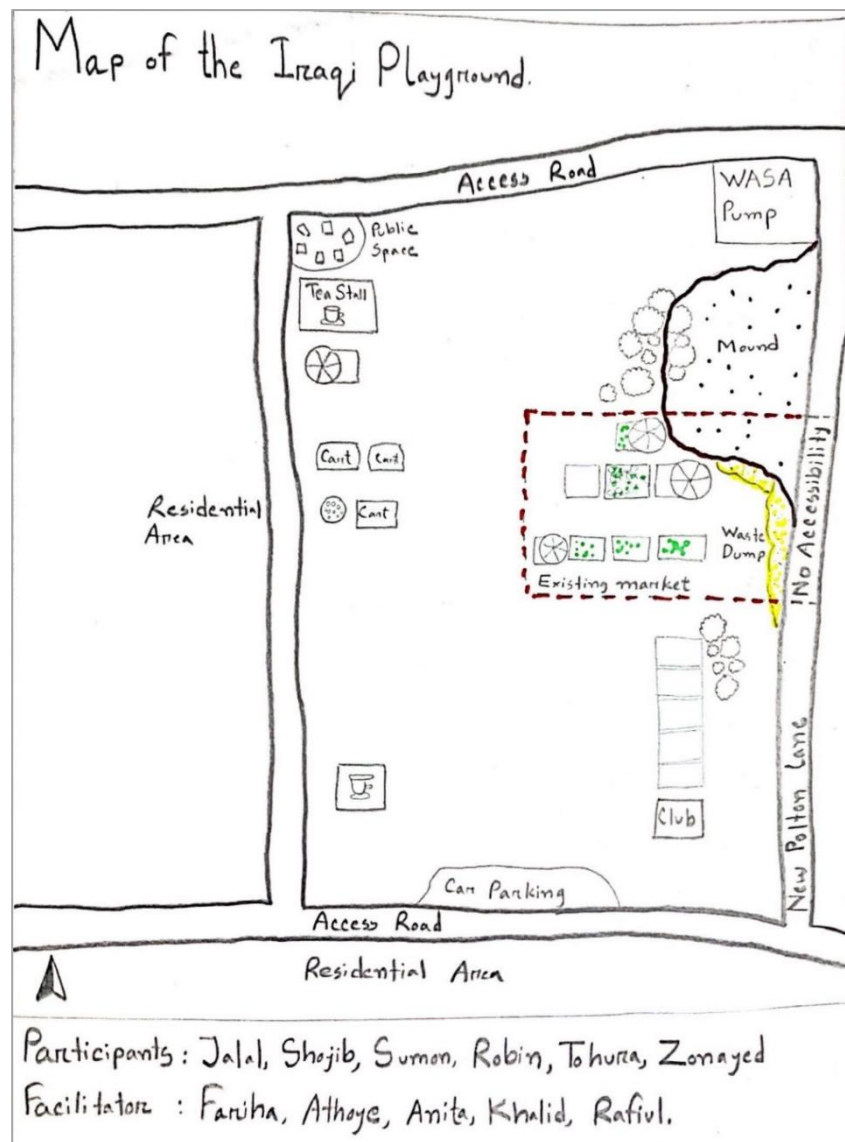 Map of the Iraqi Playground.
Access Road
WASA
Pump
Public
Space
Tea Stall
Mound
Cart
Cart
Cart
Residential
Area
No Accessibility
Waste
Dump
Existing market
New Palton Lane
Club
Car Parking
Access Road
Residential Area
Participants: Jalal, Shojib, Sumon, Robin, Tohura, Zonayed
Facilitator : Fariha, Athoye, Anita, Khalid, Rafiul.